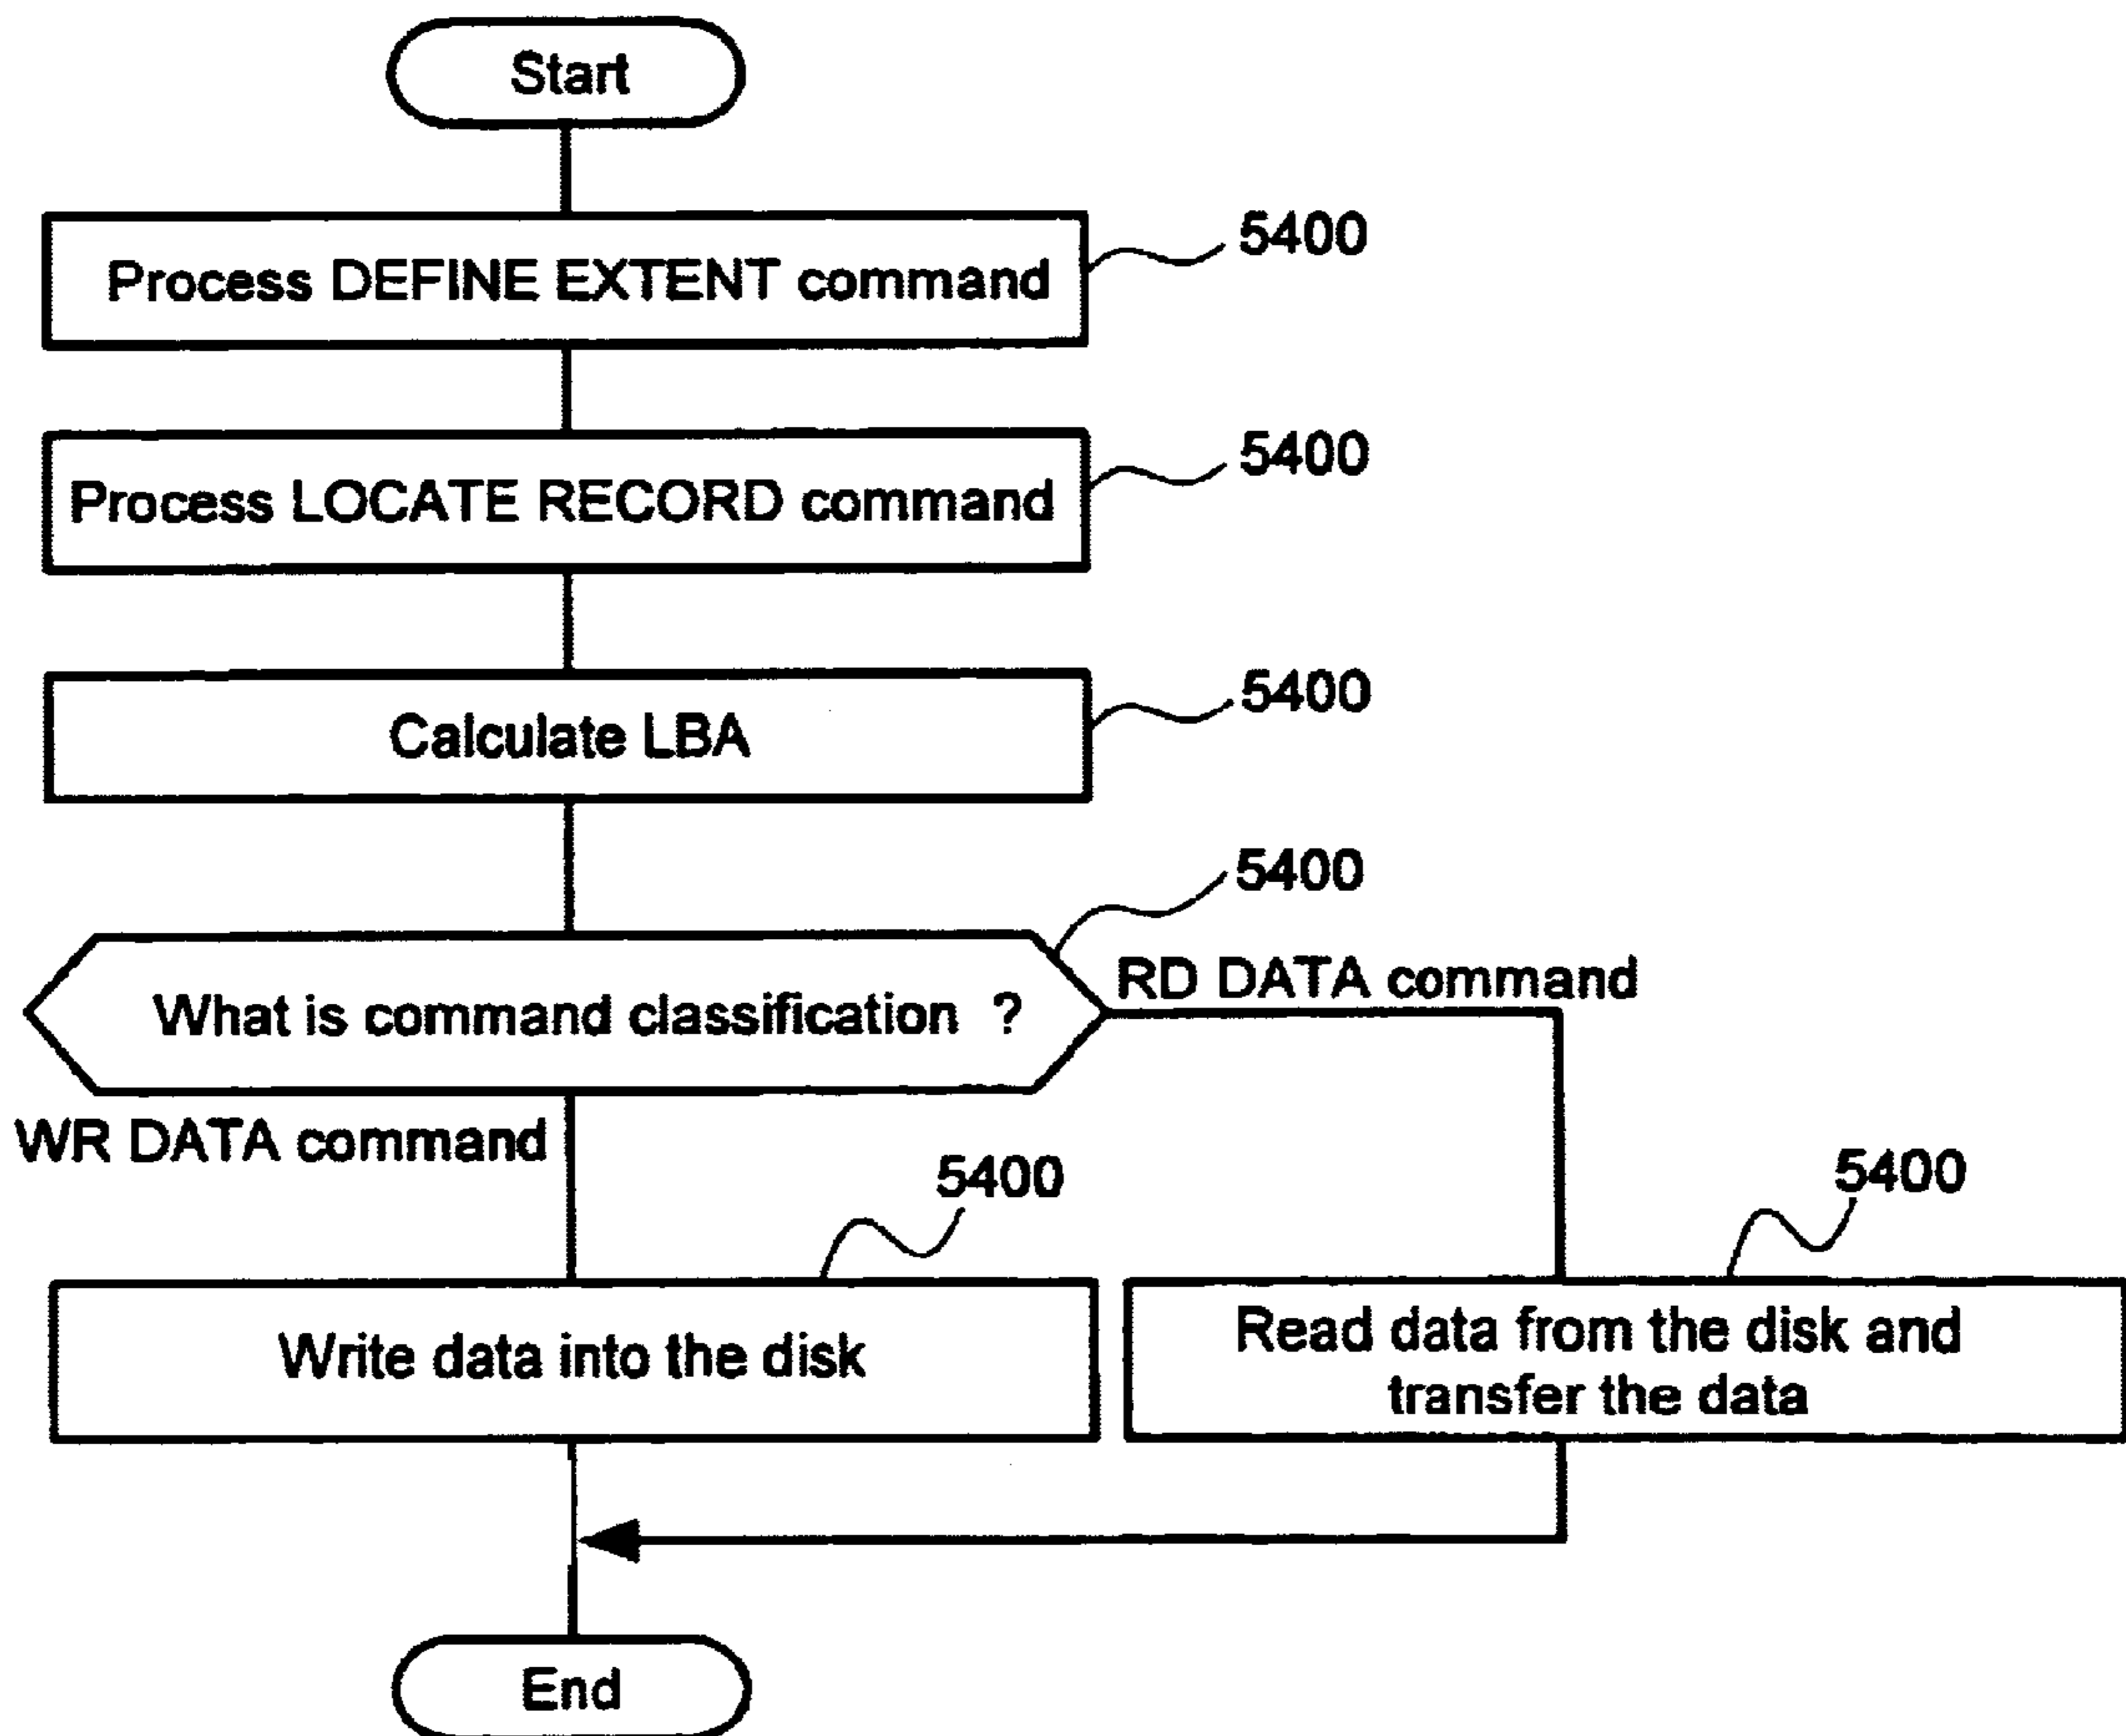 Start
Process DEFINE EXTENT command
5400
Process LOCATE RECORD command
5400
Calculate LBA
5400
5400
What is command classification ?
RD DATA command
WR DATA command
5400
5400
Write data into the disk
Read data from the disk and
transfer the data
End